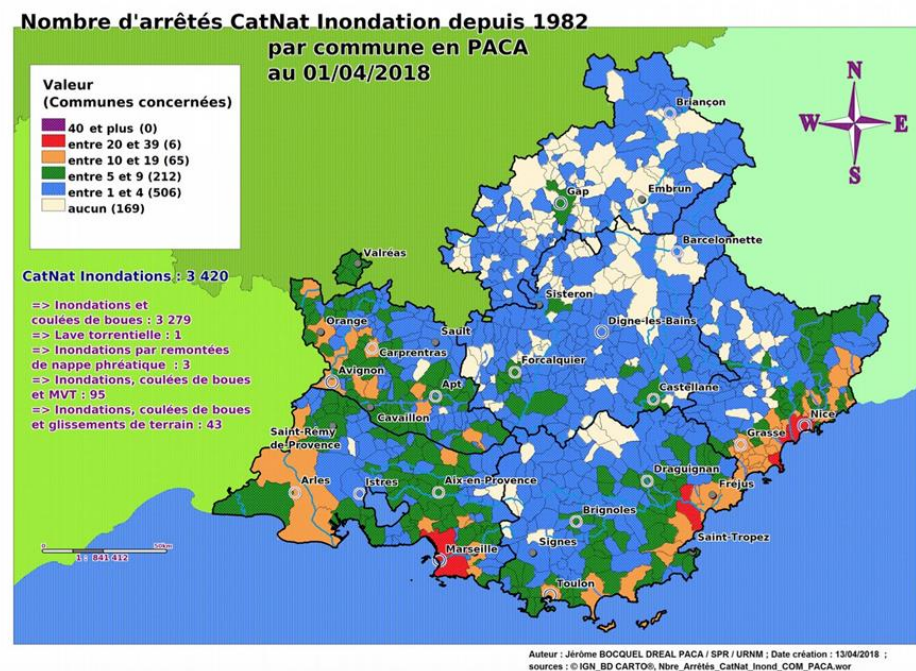 Nombre d'arrêtés CatNat Inondation depuis 1982
par commune en PACA
au 01/04/2018
Valeur
(Communes concernées)
40 et plus (0)
entre 20 et 39 (6)
entre 10 et 19 (65)
entre 5 et 9 (212)
entre 1 et 4 (506)
aucun (169)
N
W
E
S
Briançon
Gap
Embrun
Barcelonnette
Valréas
CatNat Inondations : 3 420
=> Inondations et
coulées de boues : 3 279
=> Lave torrentielle : 1
=> Inondations par remontées
de nappe phréatique : 3
=> Inondations, coulées de boues
et MVT : 95
=> Inondations, coulées de boues
et glissements de terrain : 43
Sisteron
Orange
Sault
Digne-les-Bains
Carpentras
Forcalquier
Avignon
Apt
Castellane
Cavaillon
Nice
Saint-Rémy
de-Provence
Grasse
Draguignan
Arles
Istres
Aix-en-Provence
Fréjus
Brignoles
Saint-Tropez
Marseille
Signes
Toulon
50km
1 : 841 412
Auteur : Jérôme BOCQUEL DREAL PACA / SPR / URNM ; Date création : 13/04/2018 ;
sources : © IGN_BD CARTO®, Nbre_Arrêtés_CatNat_Inond_COM_PACA.wor